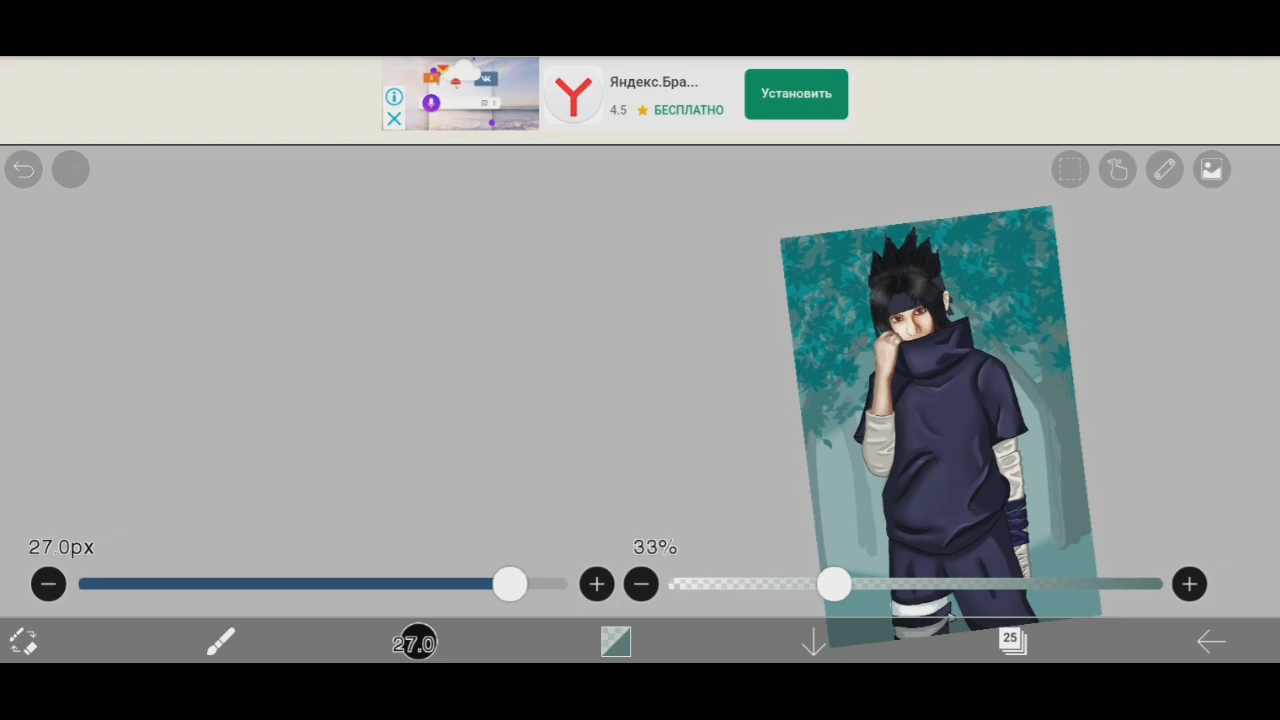 Яндекс.Бра...
4.5 БЕСПЛАТНО
Установить
27.0px
33%
27.0
25